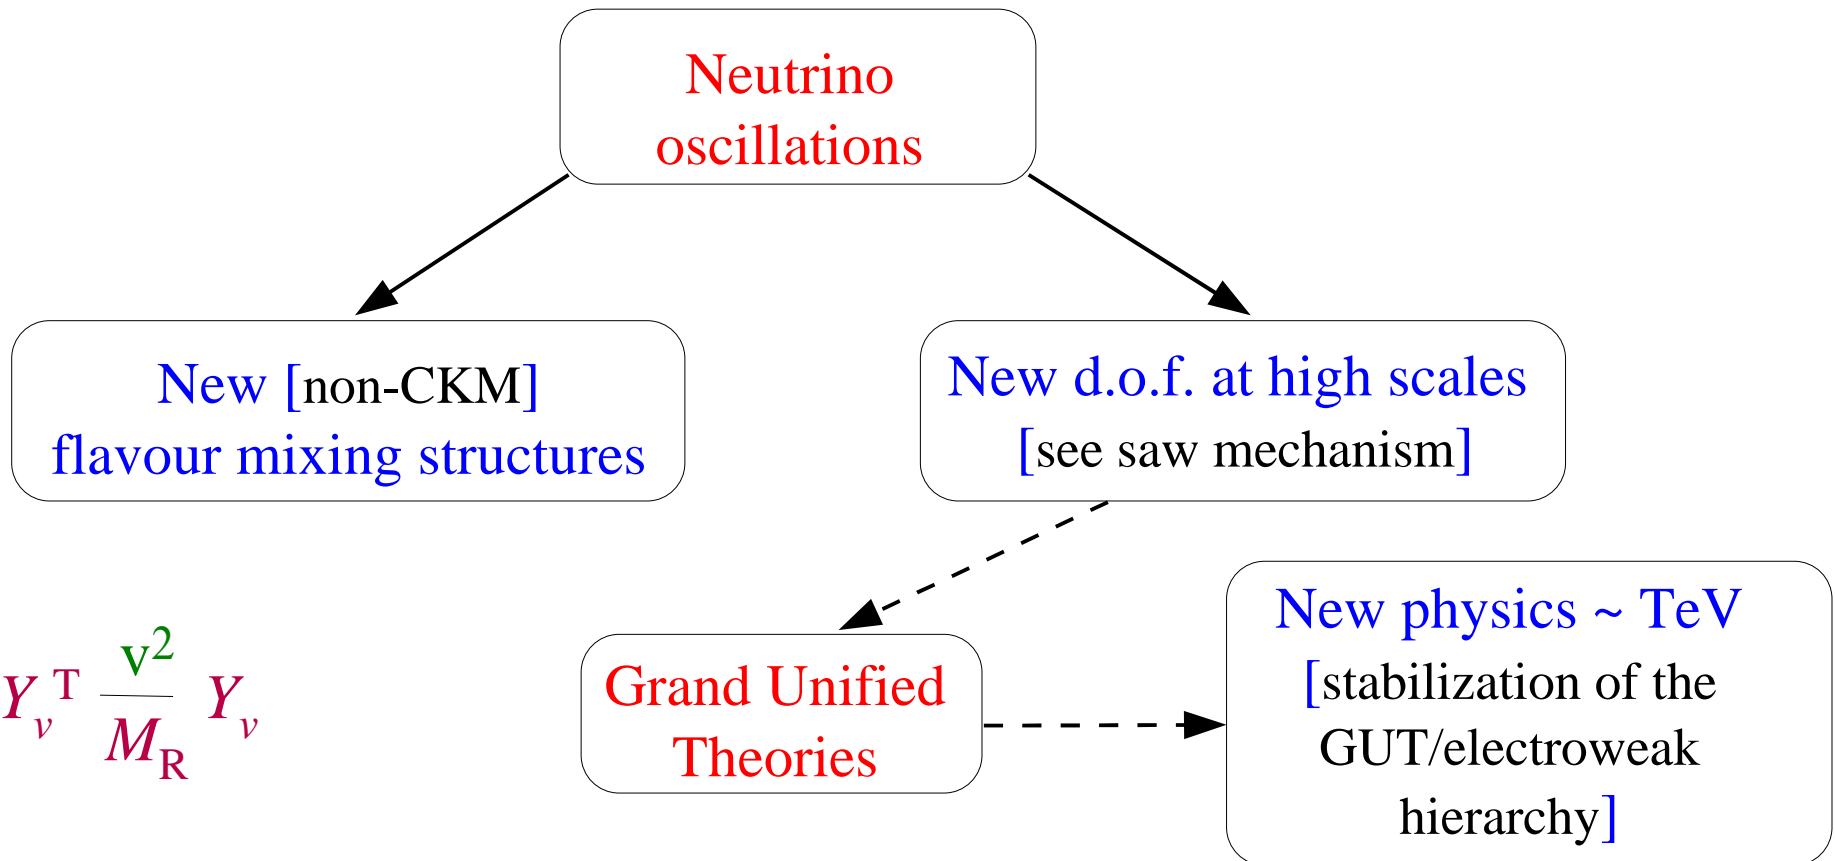 Neutrino
oscillations
New [non-CKM]
flavour mixing structures
New d.o.f. at high scales
[see saw mechanism]
Y_ν^T v^2/M_R Y_ν
Grand Unified
Theories
New physics ~ TeV
[stabilization of the
GUT/electroweak
hierarchy]